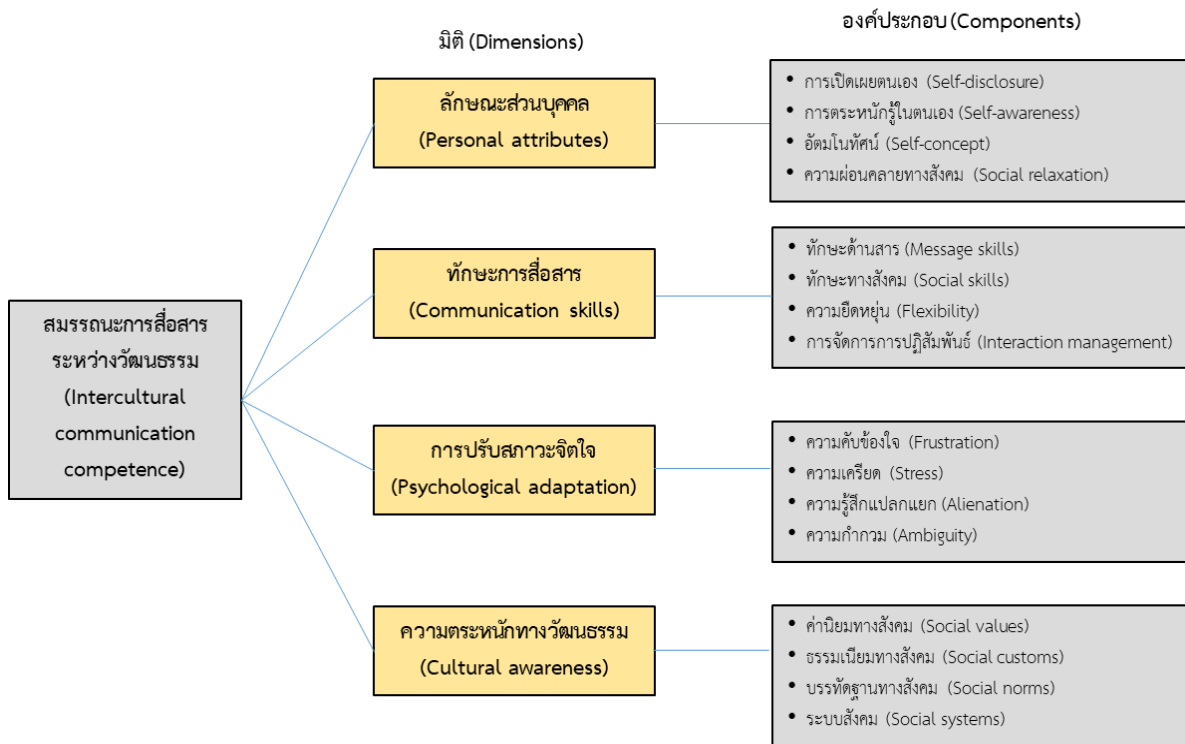 มิติ (Dimensions)
องค์ประกอบ (Components)
สมรรถนะการสื่อสาร
ระหว่างวัฒนธรรม
(Intercultural
communication
competence)
ลักษณะส่วนบุคคล
(Personal attributes)
• การเปิดเผยตนเอง (Self-disclosure)
• การตระหนักรู้ในตนเอง (Self-awareness)
• อัตมโนทัศน์ (Self-concept)
• ความผ่อนคลายทางสังคม (Social relaxation)
ทักษะการสื่อสาร
(Communication skills)
• ทักษะด้านสาร (Message skills)
• ทักษะทางสังคม (Social skills)
• ความยืดหยุ่น (Flexibility)
• การจัดการการปฏิสัมพันธ์ (Interaction management)
การปรับสภาวะจิตใจ
(Psychological adaptation)
• ความคับข้องใจ (Frustration)
• ความเครียด (Stress)
• ความรู้สึกแปลกแยก (Alienation)
• ความกำกวม (Ambiguity)
ความตระหนักทางวัฒนธรรม
(Cultural awareness)
• ค่านิยมทางสังคม (Social values)
• ธรรมเนียมทางสังคม (Social customs)
• บรรทัดฐานทางสังคม (Social norms)
• ระบบสังคม (Social systems)